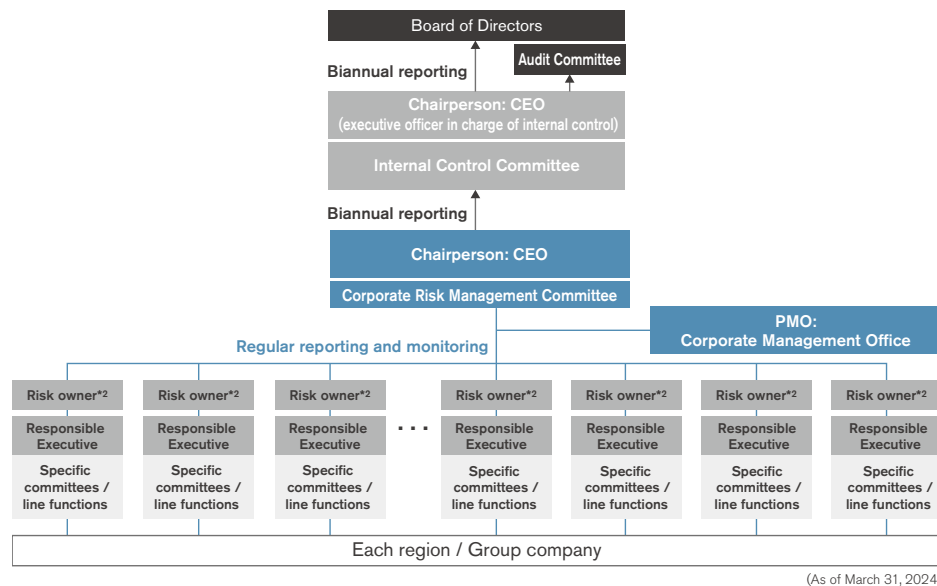 Board of Directors
Audit Committee
Biannual reporting
Chairperson: CEO
(executive officer in charge of internal control)
Internal Control Committee
Biannual reporting
Chairperson: CEO
Corporate Risk Management Committee
PMO:
Corporate Management Office
Regular reporting and monitoring
Risk owner*2 Risk owner*2 Risk owner*2 Risk owner*2 Risk owner*2 Risk owner*2 Risk owner*2
Responsible Responsible Responsible ... Responsible Responsible Responsible Responsible
Executive Executive Executive Executive Executive Executive Executive
Specific Specific Specific Specific Specific Specific Specific
committees / committees / committees / committees / committees / committees / committees /
line functions line functions line functions line functions line functions line functions line functions
Each region / Group company
(As of March 31, 2024